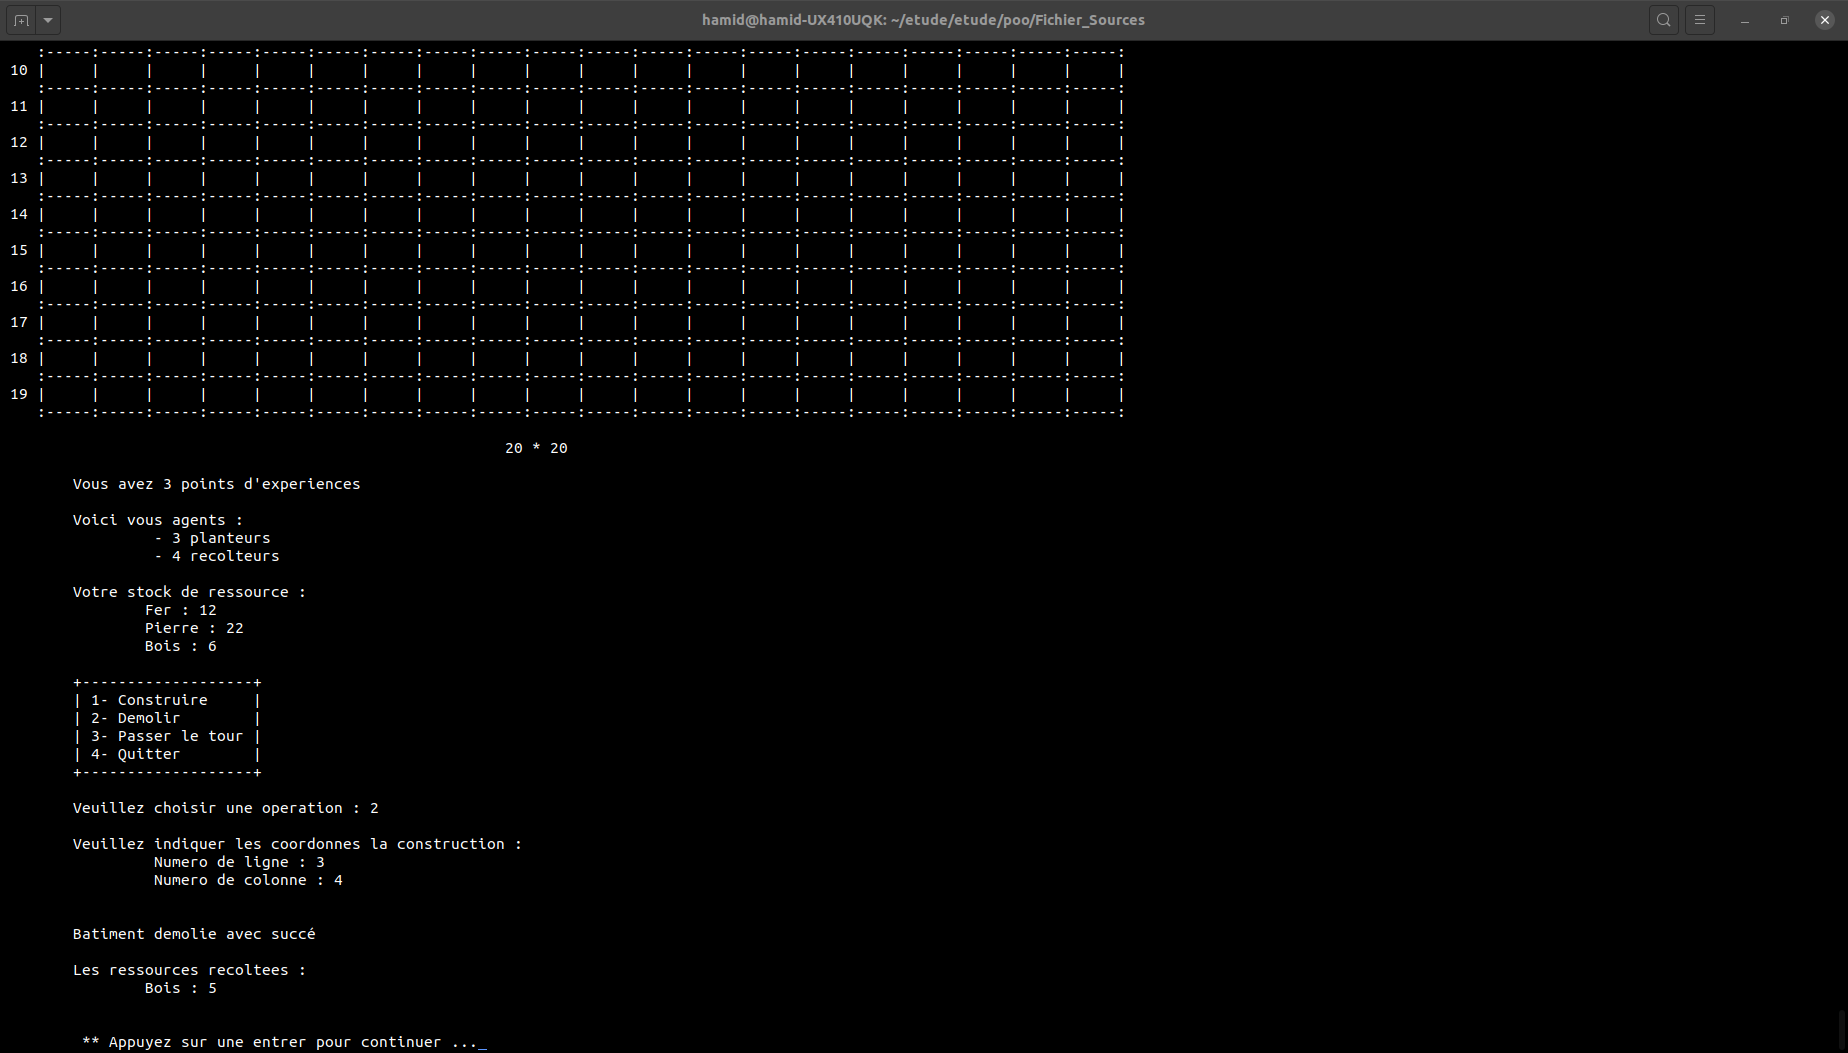 hamid@hamid-UX410UQK: ~/etude/etude/poo/Fichier_Sources
:-----:-----:-----:-----:-----:-----:-----:-----:-----:-----:-----:-----:-----:-----:-----:-----:-----:-----:-----:-----:
10 |     |     |     |     |     |     |     |     |     |     |     |     |     |     |     |     |     |     |     |     |
:-----:-----:-----:-----:-----:-----:-----:-----:-----:-----:-----:-----:-----:-----:-----:-----:-----:-----:-----:-----:
11 |     |     |     |     |     |     |     |     |     |     |     |     |     |     |     |     |     |     |     |     |
:-----:-----:-----:-----:-----:-----:-----:-----:-----:-----:-----:-----:-----:-----:-----:-----:-----:-----:-----:-----:
12 |     |     |     |     |     |     |     |     |     |     |     |     |     |     |     |     |     |     |     |     |
:-----:-----:-----:-----:-----:-----:-----:-----:-----:-----:-----:-----:-----:-----:-----:-----:-----:-----:-----:-----:
13 |     |     |     |     |     |     |     |     |     |     |     |     |     |     |     |     |     |     |     |     |
:-----:-----:-----:-----:-----:-----:-----:-----:-----:-----:-----:-----:-----:-----:-----:-----:-----:-----:-----:-----:
14 |     |     |     |     |     |     |     |     |     |     |     |     |     |     |     |     |     |     |     |     |
:-----:-----:-----:-----:-----:-----:-----:-----:-----:-----:-----:-----:-----:-----:-----:-----:-----:-----:-----:-----:
15 |     |     |     |     |     |     |     |     |     |     |     |     |     |     |     |     |     |     |     |     |
:-----:-----:-----:-----:-----:-----:-----:-----:-----:-----:-----:-----:-----:-----:-----:-----:-----:-----:-----:-----:
16 |     |     |     |     |     |     |     |     |     |     |     |     |     |     |     |     |     |     |     |     |
:-----:-----:-----:-----:-----:-----:-----:-----:-----:-----:-----:-----:-----:-----:-----:-----:-----:-----:-----:-----:
17 |     |     |     |     |     |     |     |     |     |     |     |     |     |     |     |     |     |     |     |     |
:-----:-----:-----:-----:-----:-----:-----:-----:-----:-----:-----:-----:-----:-----:-----:-----:-----:-----:-----:-----:
18 |     |     |     |     |     |     |     |     |     |     |     |     |     |     |     |     |     |     |     |     |
:-----:-----:-----:-----:-----:-----:-----:-----:-----:-----:-----:-----:-----:-----:-----:-----:-----:-----:-----:-----:
19 |     |     |     |     |     |     |     |     |     |     |     |     |     |     |     |     |     |     |     |     |
:-----:-----:-----:-----:-----:-----:-----:-----:-----:-----:-----:-----:-----:-----:-----:-----:-----:-----:-----:-----:
20 * 20
Vous avez 3 points d'experiences
Voici vous agents :
- 3 planteurs
- 4 recolteurs
Votre stock de ressource :
Fer : 12
Pierre : 22
Bois : 6
+-------------------+
| 1- Construire     |
| 2- Demolir        |
| 3- Passer le tour |
| 4- Quitter        |
+-------------------+
Veuillez choisir une operation : 2
Veuillez indiquer les coordonnes la construction :
Numero de ligne : 3
Numero de colonne : 4
Batiment demolie avec succé
Les ressources recoltees :
Bois : 5
** Appuyez sur une entrer pour continuer ..._